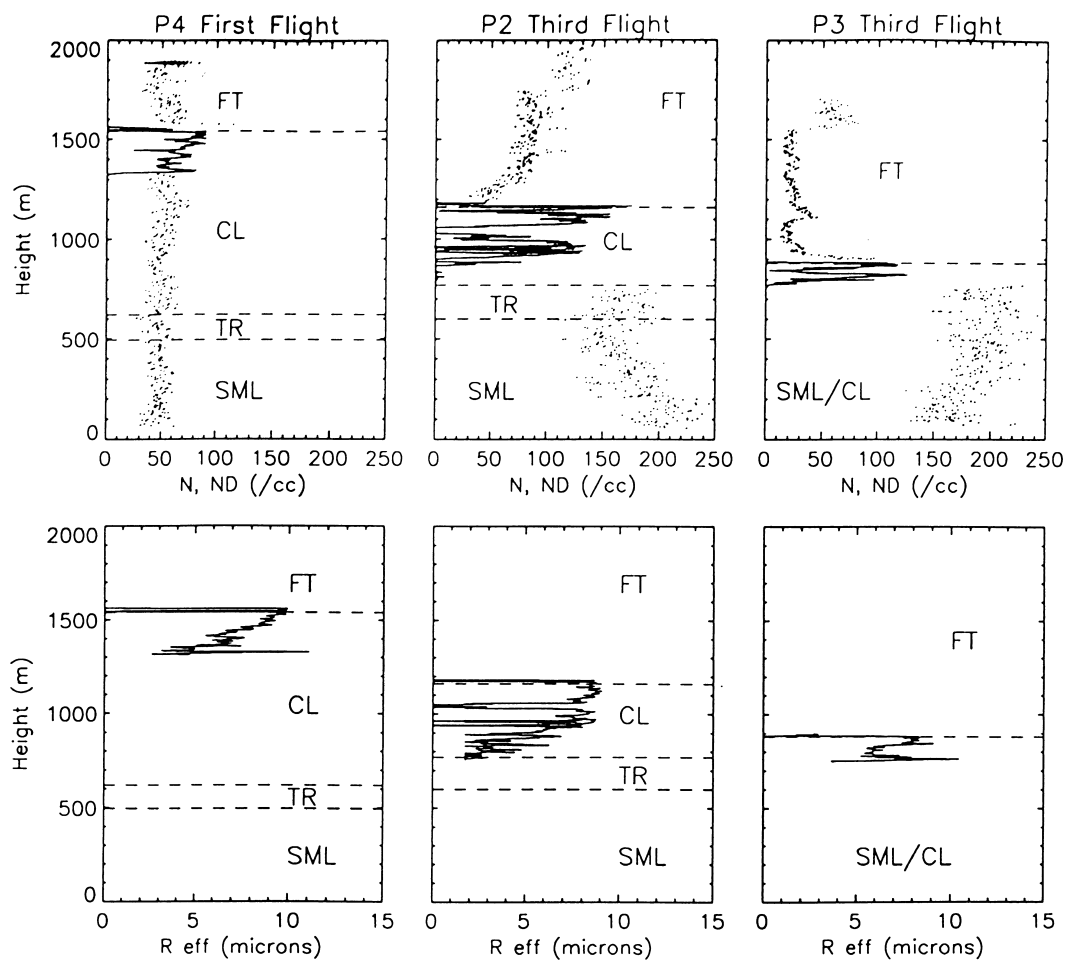 P4 First Flight
P2 Third Flight
P3 Third Flight
2000
1500
1000
500
0
Height (m)
FT
CL
TR
SML
FT
CL
TR
SML
FT
SML/CL
0 50 100 150 200 250
0 50 100 150 200 250
0 50 100 150 200 250
N, ND (/cc)
N, ND (/cc)
N, ND (/cc)
2000
1500
1000
500
0
Height (m)
FT
CL
TR
SML
FT
CL
TR
SML
FT
SML/CL
0 5 10 15
0 5 10 15
0 5 10 15
R eff (microns)
R eff (microns)
R eff (microns)